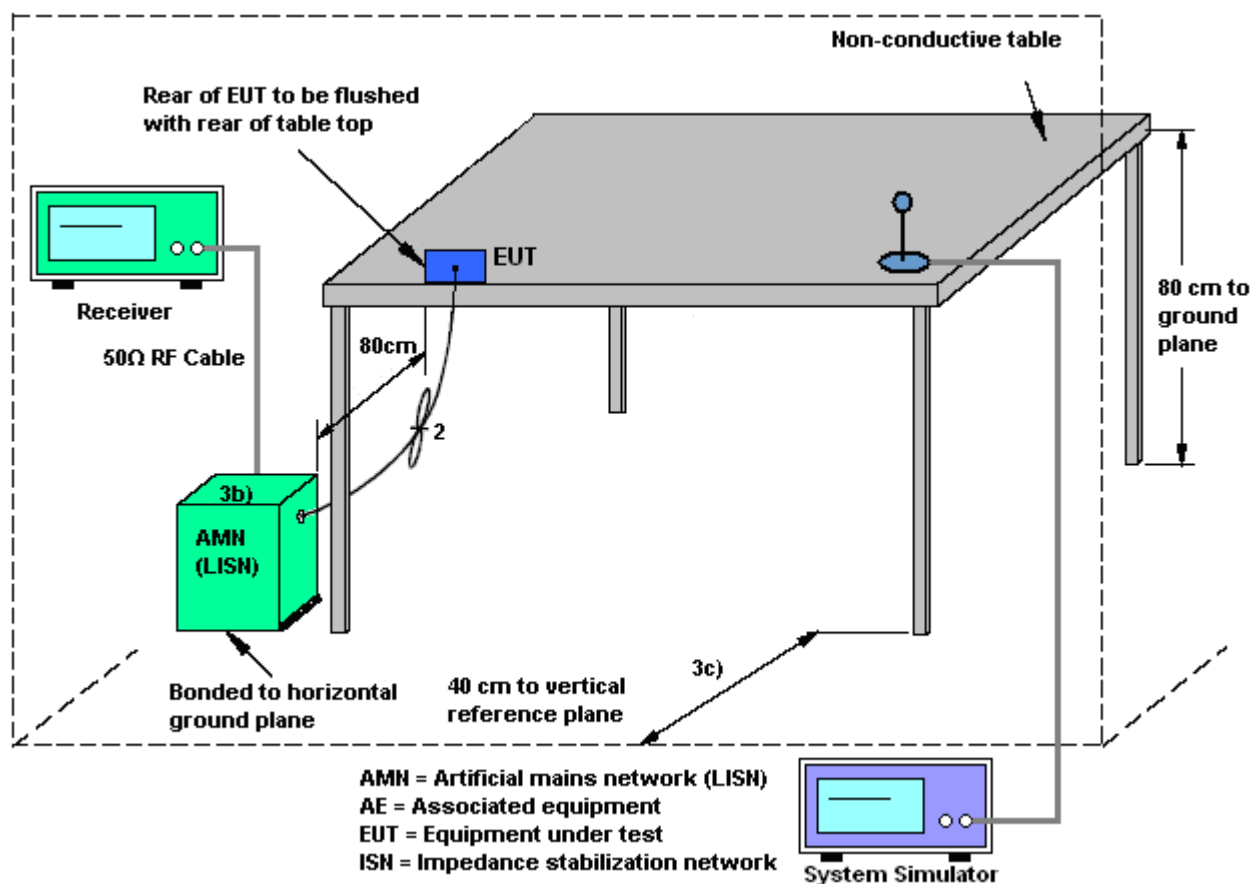 Non-conductive table
Rear of EUT to be flushed
with rear of table top
EUT
Receiver
80cm
80 cm to
ground
plane
50Ω RF Cable
2
3b)
AMN
(LISN)
3c)
Bonded to horizontal
ground plane
40 cm to vertical
reference plane
AMN = Artificial mains network (LISN)
AE = Associated equipment
EUT = Equipment under test
ISN = Impedance stabilization network
System Simulator